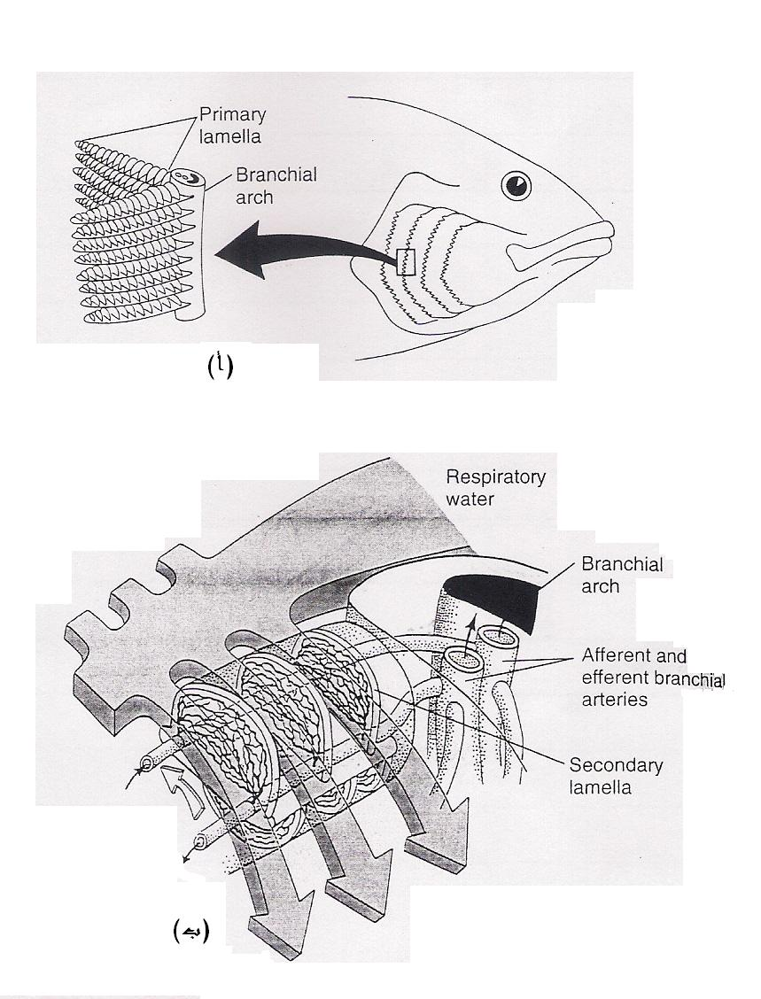 Primary
lamella
Branchial
arch
(أ)
Respiratory
water
Branchial
arch
Afferent and
efferent branchial
arteries
Secondary
lamella
(ب)